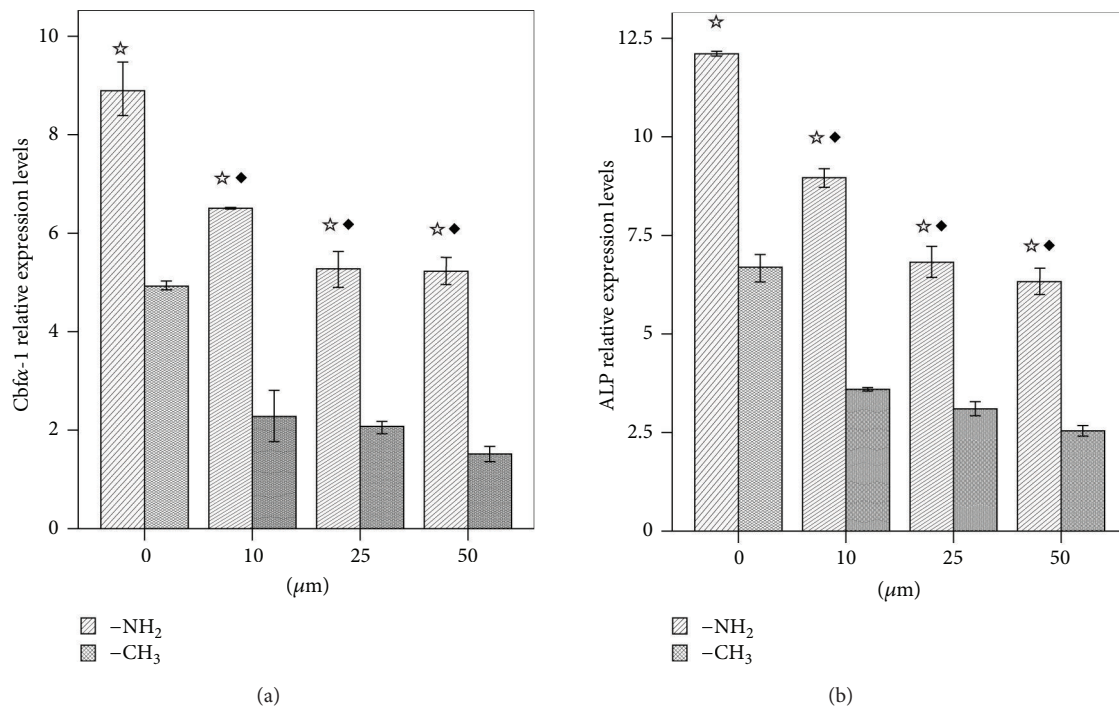 10
8
6
4
2
0
Cbfα-1 relative expression levels
0 10 25 50
(µm)
–NH₂
–CH₃
(a)
12.5
10
7.5
5
2.5
0
ALP relative expression levels
0 10 25 50
(µm)
–NH₂
–CH₃
(b)